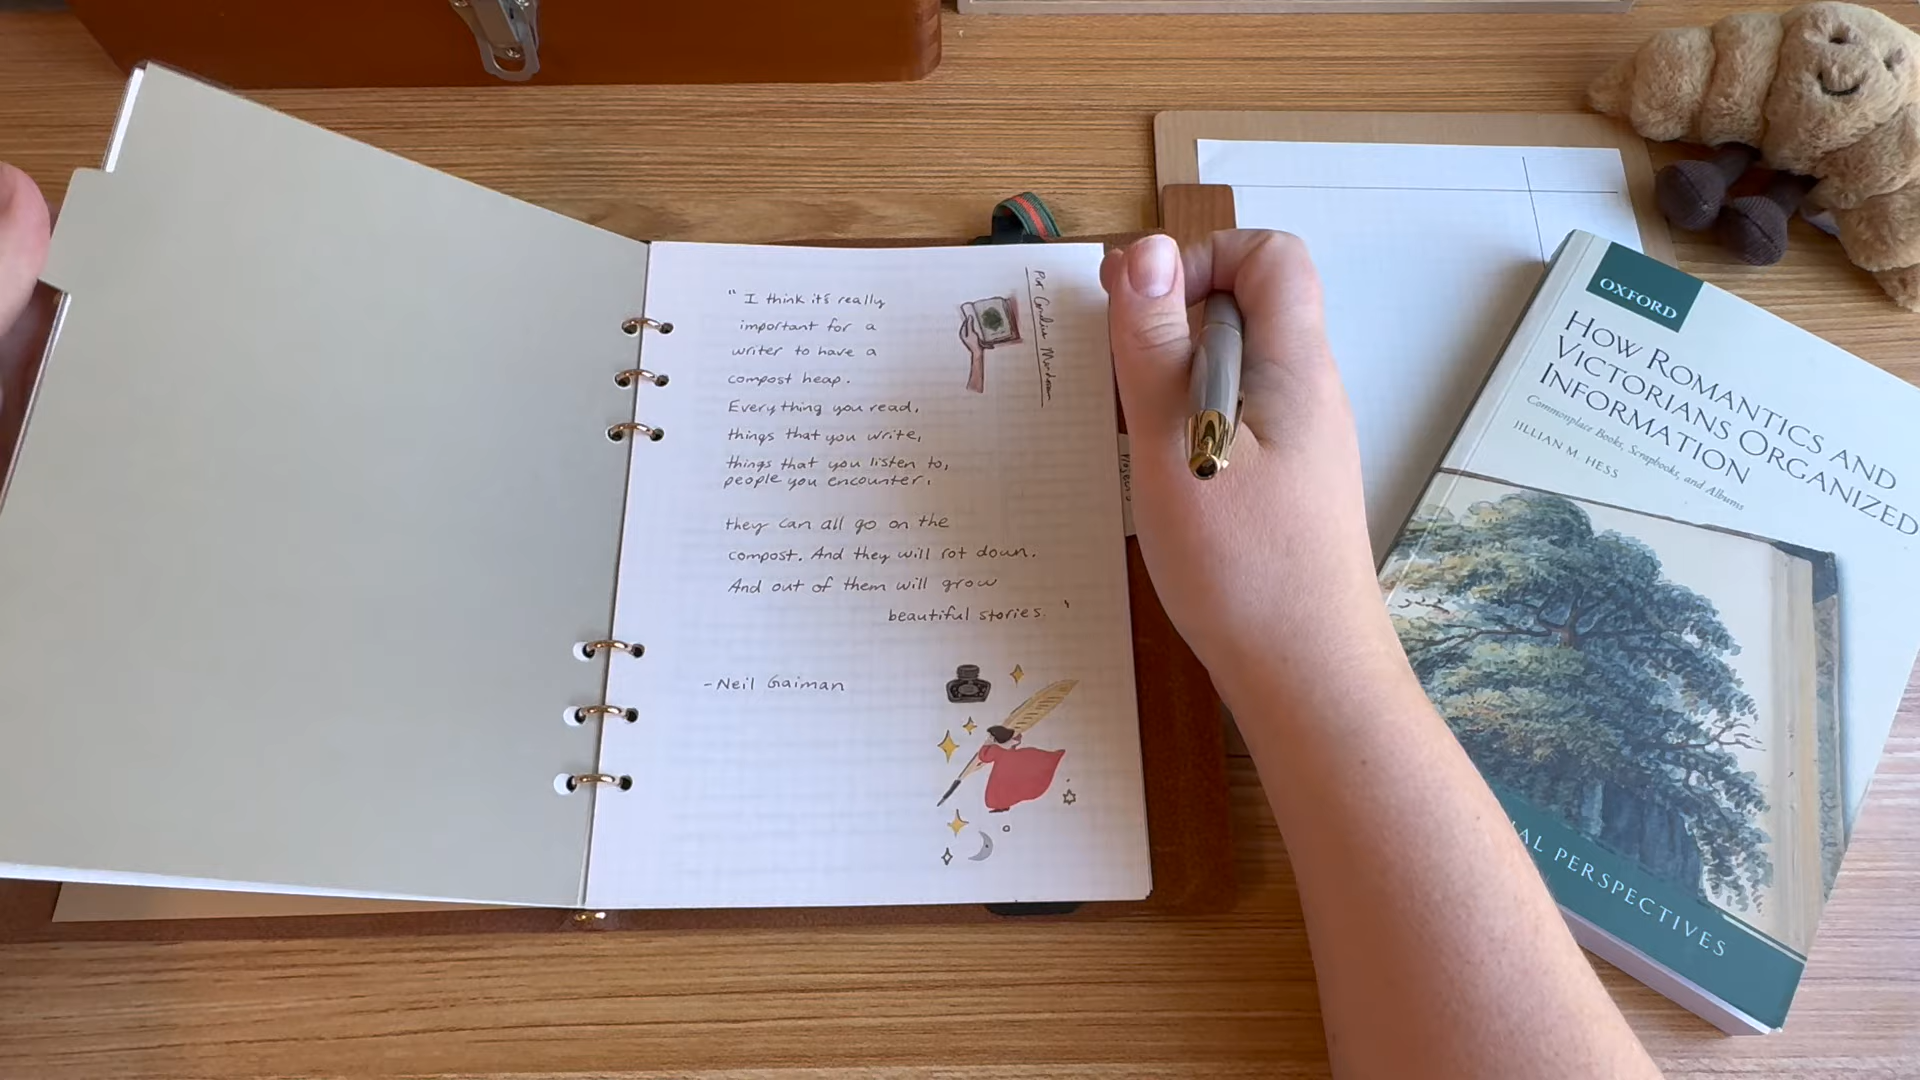 " I think it's really
important for a
writer to have a
compost heap.
Everything you read,
things that you write,
things that you listen to,
people you encounter.
they can all go on the
compost. And they will rot down.
And out of them will grow
beautiful stories. "
- Neil Gaiman
OXFORD
HOW ROMANTICS AND
VICTORIANS ORGANIZED
INFORMATION
Commonplace Books, Scrapbooks, and Albums
JILLIAN M. HESS
PERSPECTIVES